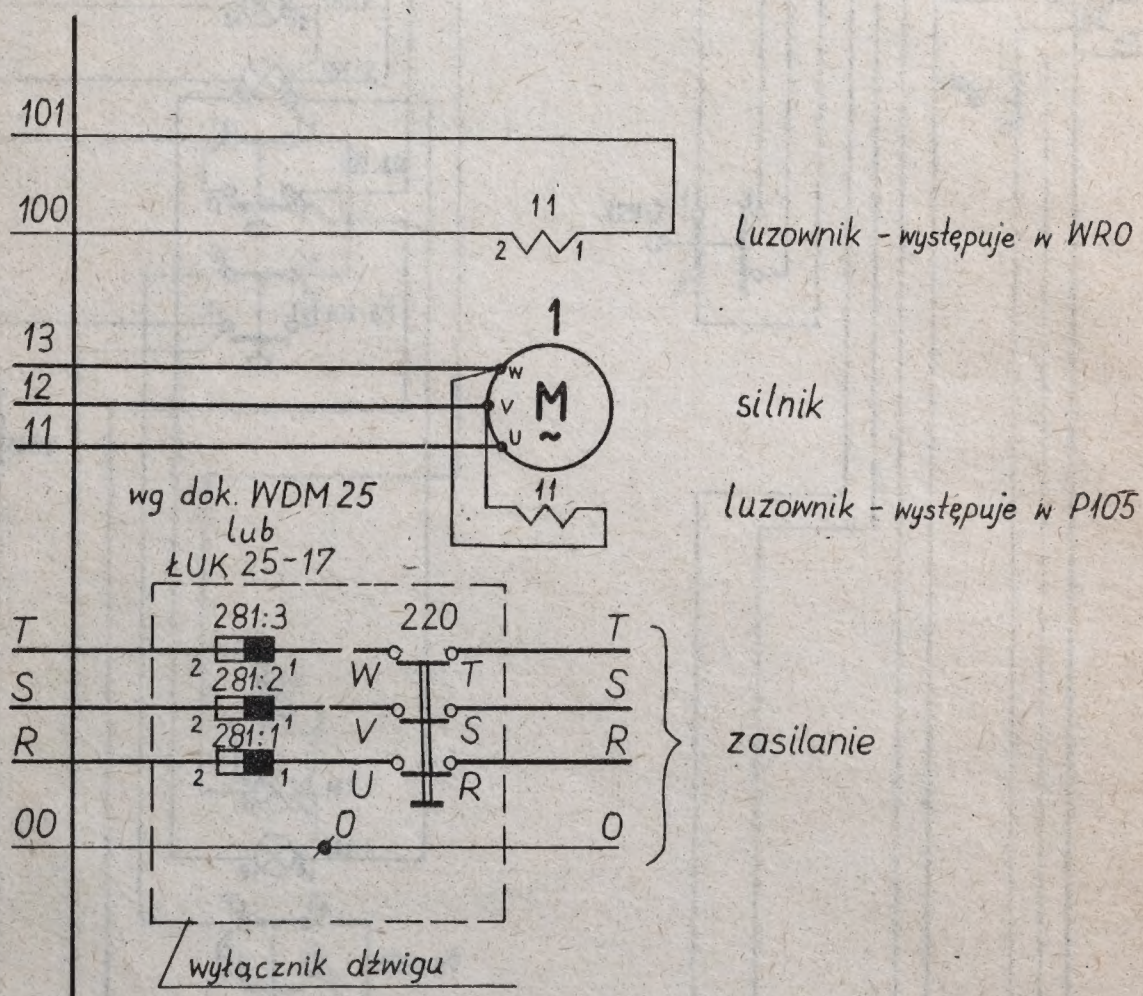 101
100
11
2 1
luzownik - występuje w WRO
1
13
12
11
W
V
U
M
~
silnik
11
luzownik - występuje w P105
wg dok. WDM 25
lub
ŁUK 25-17
281:3 220
T 2 1 W T T
281:2
S 2 1 V S S
281:1
R 2 1 U R R
zasilanie
00 0 0
wyłącznik dźwigu